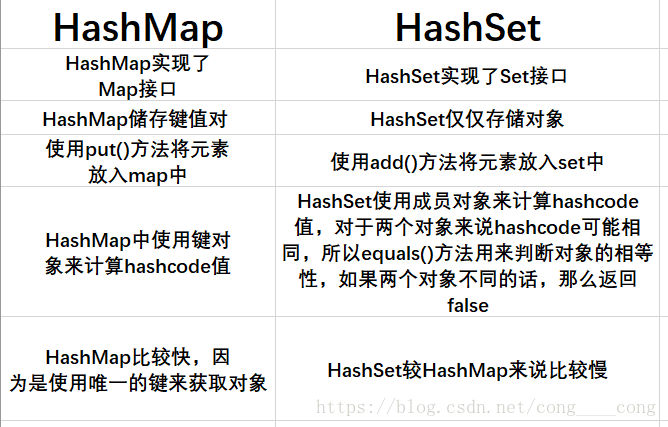 HashMap
HashSet
HashMap实现了
Map接口
HashSet实现了Set接口
HashMap储存键值对
HashSet仅仅存储对象
使用put()方法将元素
放入map中
使用add()方法将元素放入set中
HashMap中使用键对
象来计算hashcode值
HashSet使用成员对象来计算hashcode
值，对于两个对象来说hashcode可能相
同，所以equals()方法用来判断对象的相等
性，如果两个对象不同的话，那么返回
false
HashMap比较快，因
为是使用唯一的键来获取对象
HashSet较HashMap来说比较慢
https://blog.csdn.net/cong____cong